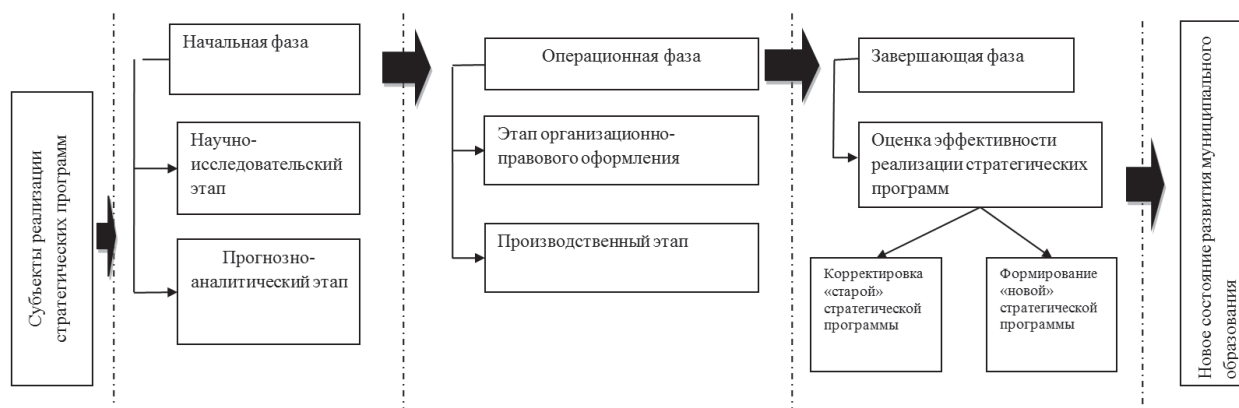 Субъекты реализации
стратегических программ
Начальная фаза
Научно-
исследовательский
этап
Прогнозно-
аналитический этап
Операционная фаза
Этап организационно-
правового оформления
Производственный этап
Завершающая фаза
Оценка эффективности
реализации стратегических
программ
Корректировка
«старой»
стратегической
программы
Формирование
«новой»
стратегической
программы
Новое состояние развития муниципального
образования